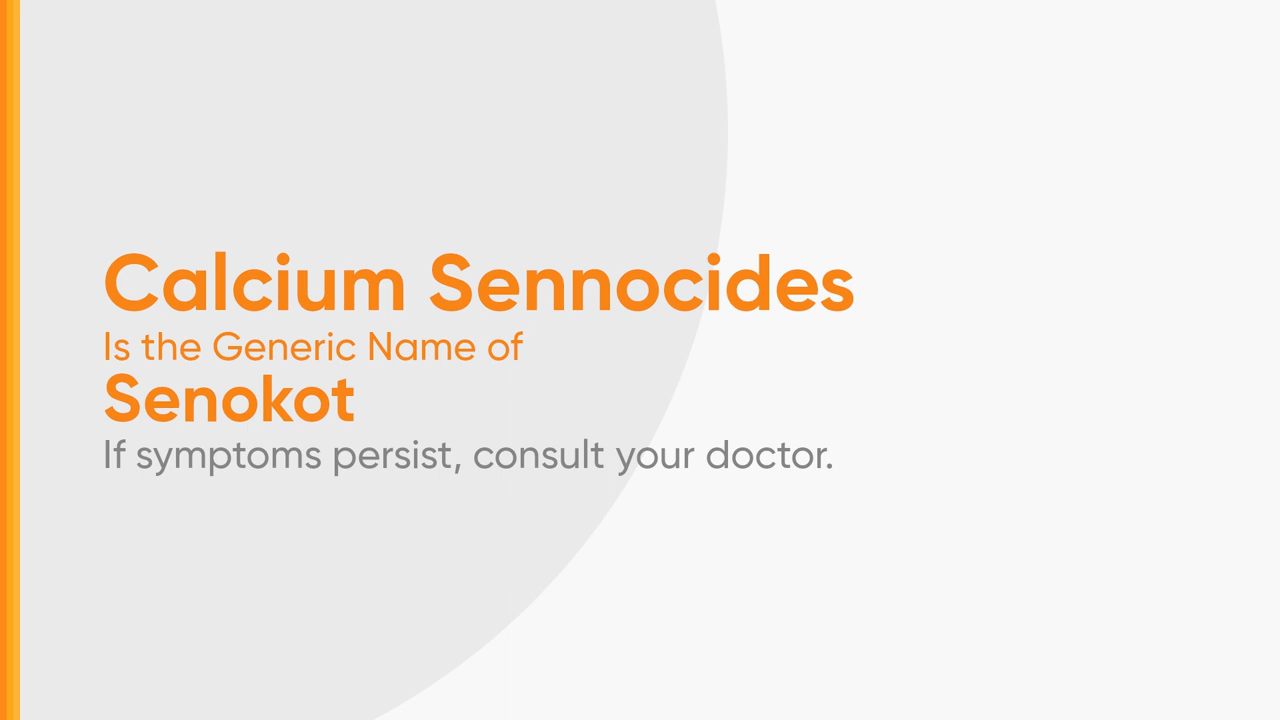 Calcium Sennocides
Is the Generic Name of
Senokot
If symptoms persist, consult your doctor.